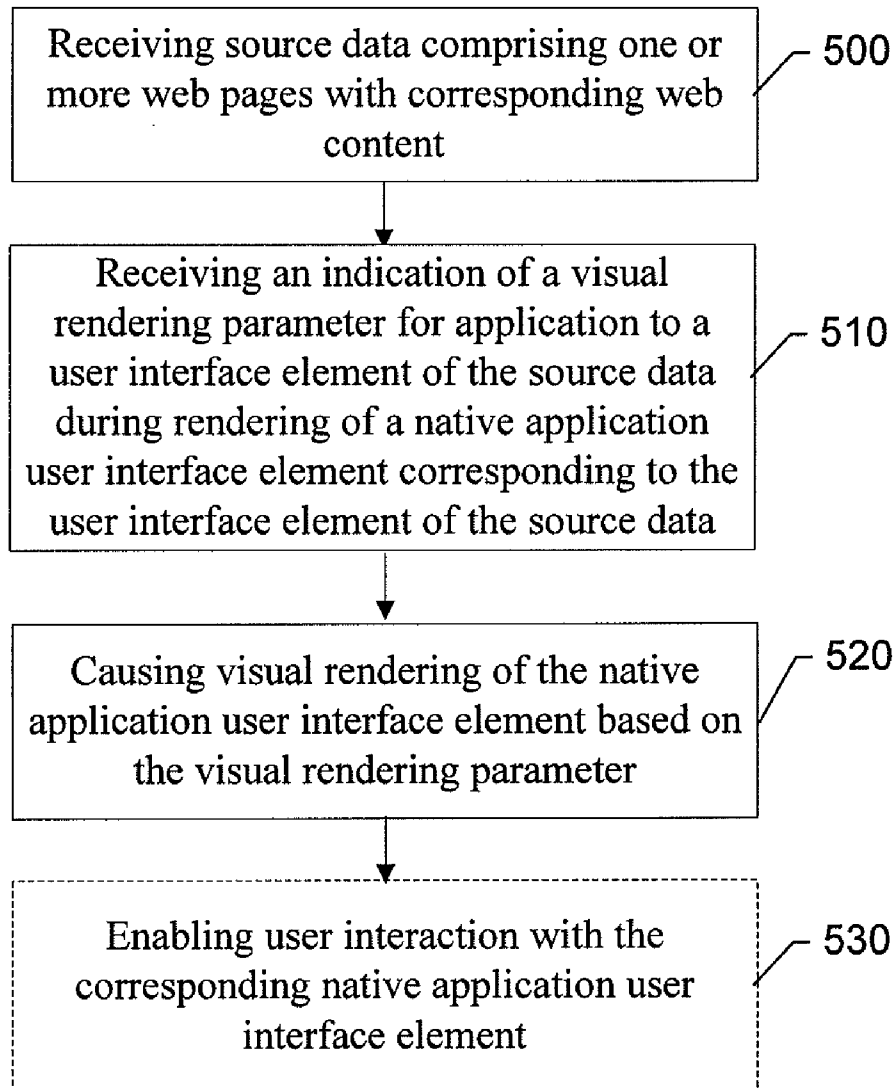 Receiving source data comprising one or
more web pages with corresponding web
content
500
Receiving an indication of a visual
rendering parameter for application to a
user interface element of the source data
during rendering of a native application
user interface element corresponding to the
user interface element of the source data
510
Causing visual rendering of the native
application user interface element based on
the visual rendering parameter
520
Enabling user interaction with the
corresponding native application user
interface element
530